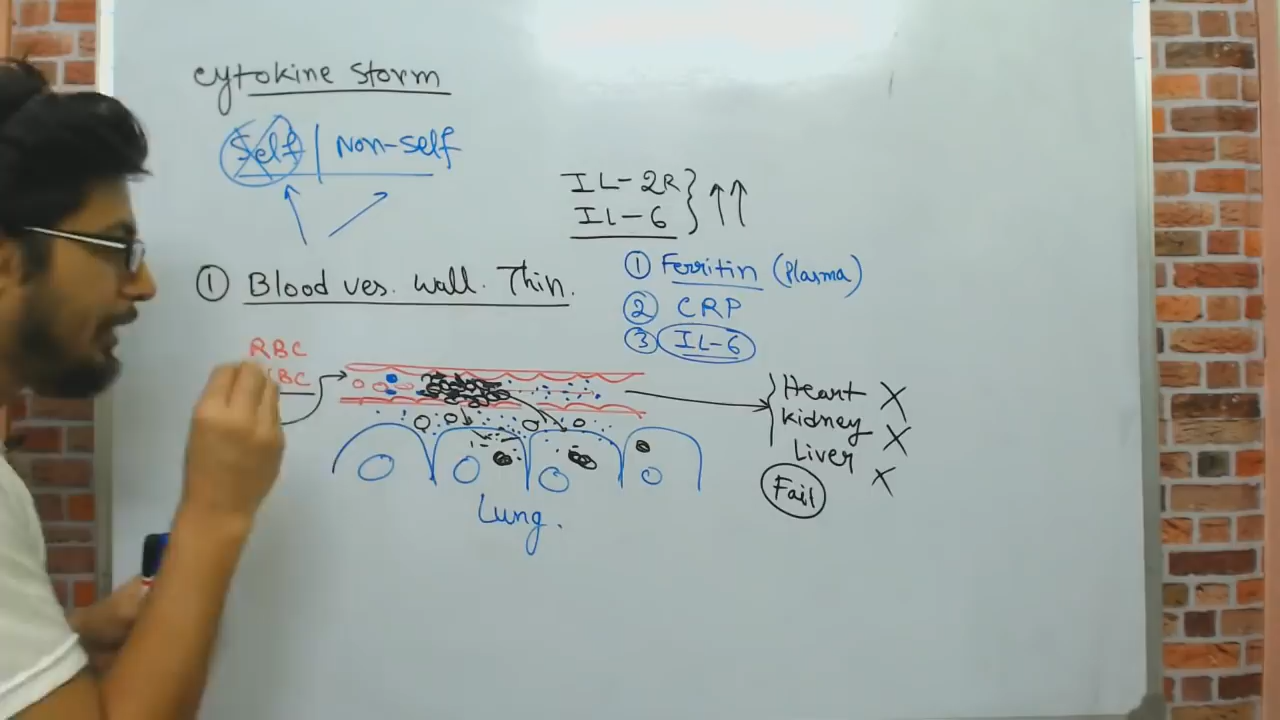 Cytokine Storm
Self | Non-self
IL-2R
IL-6
① Ferritin (Plasma)
② CRP
③ IL-6
① Blood ves. wall. Thin.
RBC
BC
Heart X
Kidney X
Liver X
Fail
Lung.